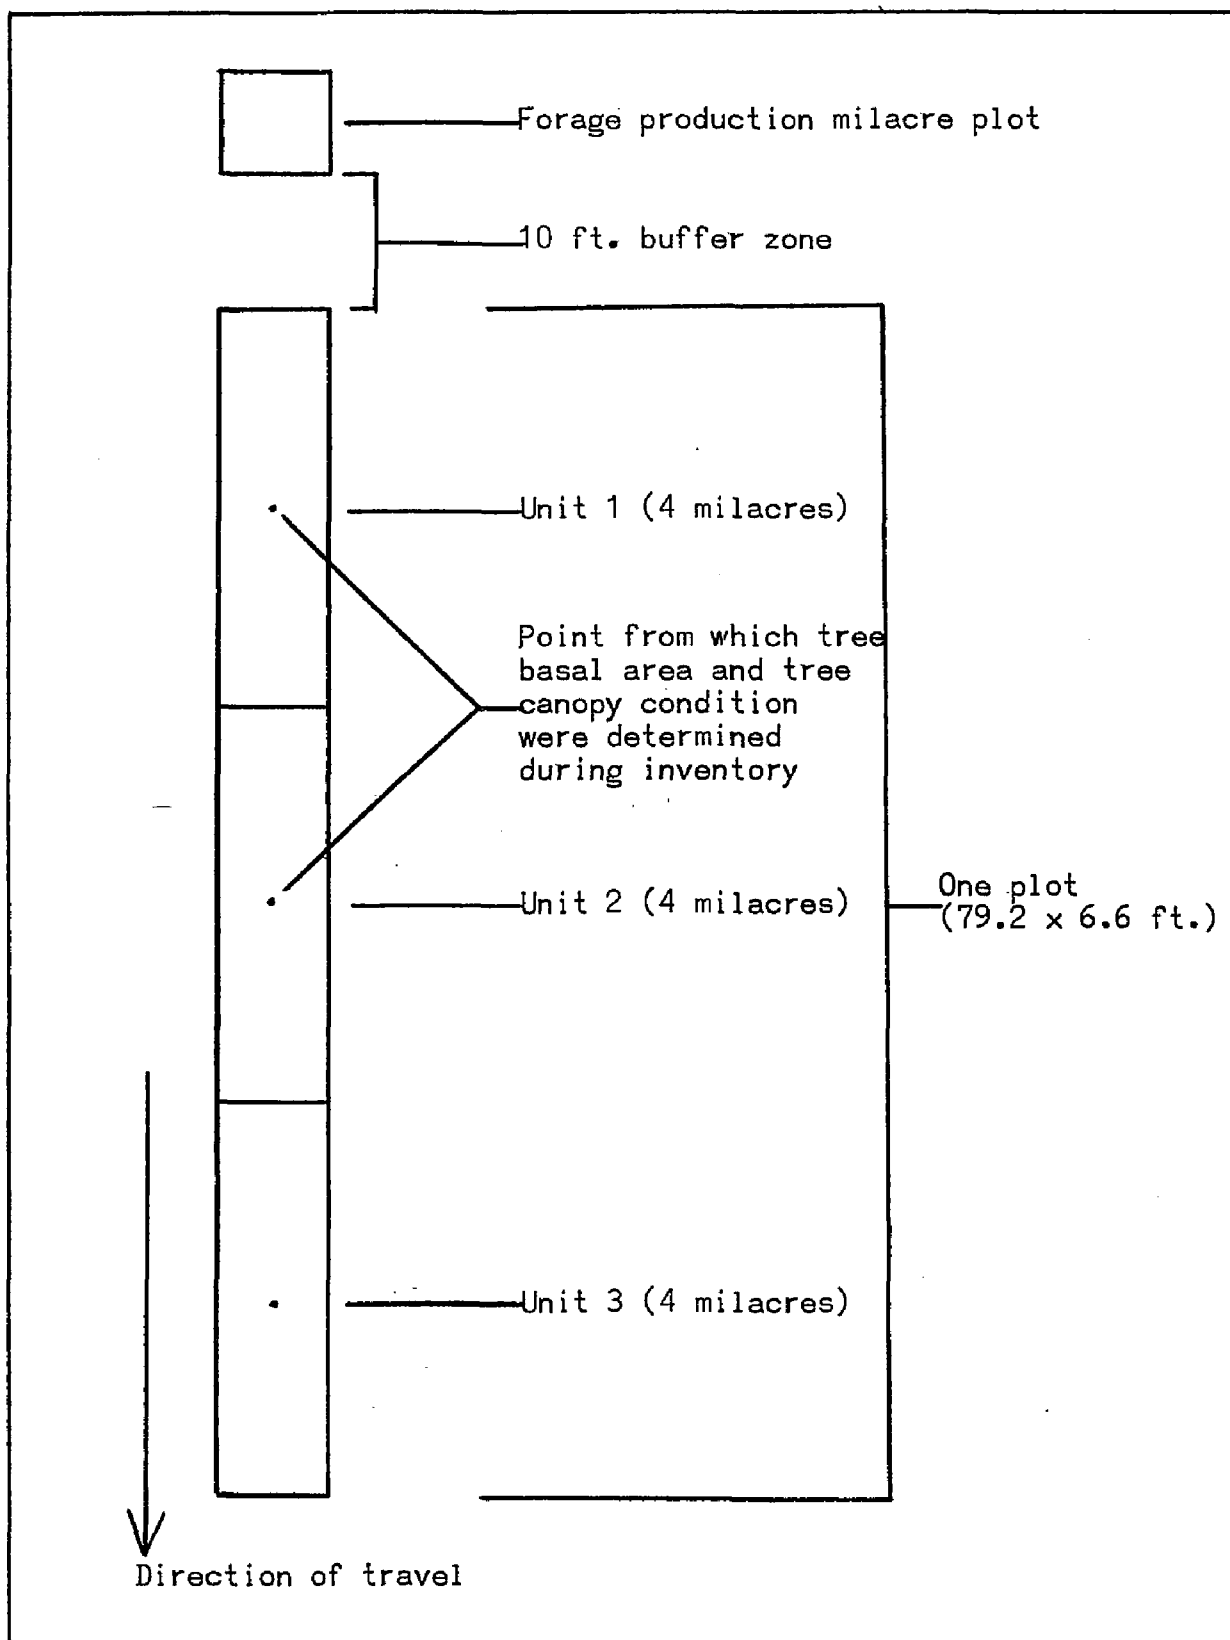 Forage production milacre plot
10 ft. buffer zone
Unit 1 (4 milacres)
Point from which tree
basal area and tree
canopy condition
were determined
during inventory
Unit 2 (4 milacres)
One plot
(79.2 x 6.6 ft.)
Unit 3 (4 milacres)
Direction of travel